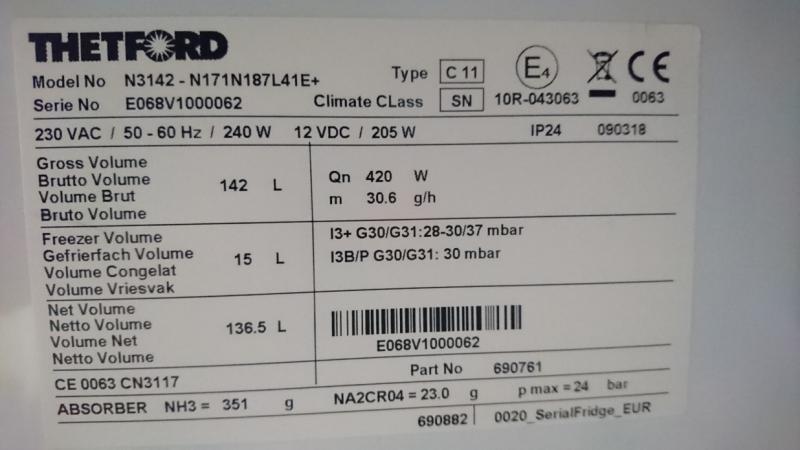 THETFORD
Model No N3142 - N171N187L41E+ Type C 11 E4 CE
Serie No E068V1000062 Climate CLass SN 10R-043063 0063
230 VAC / 50 - 60 Hz / 240 W 12 VDC / 205 W IP24 090318
Gross Volume
Brutto Volume
Volume Brut
Bruto Volume
142 L
Qn 420 W
m 30.6 g/h
Freezer Volume
Gefrierfach Volume
Volume Congelat
Volume Vriesvak
15 L
I3+ G30/G31:28-30/37 mbar
I3B/P G30/G31: 30 mbar
Net Volume
Netto Volume
Volume Net
Netto Volume
136.5 L
E068V1000062
CE 0063 CN3117 Part No 690761
ABSORBER NH3 = 351 g NA2CR04 = 23.0 g p max = 24 bar
690882 0020_SerialFridge_EUR